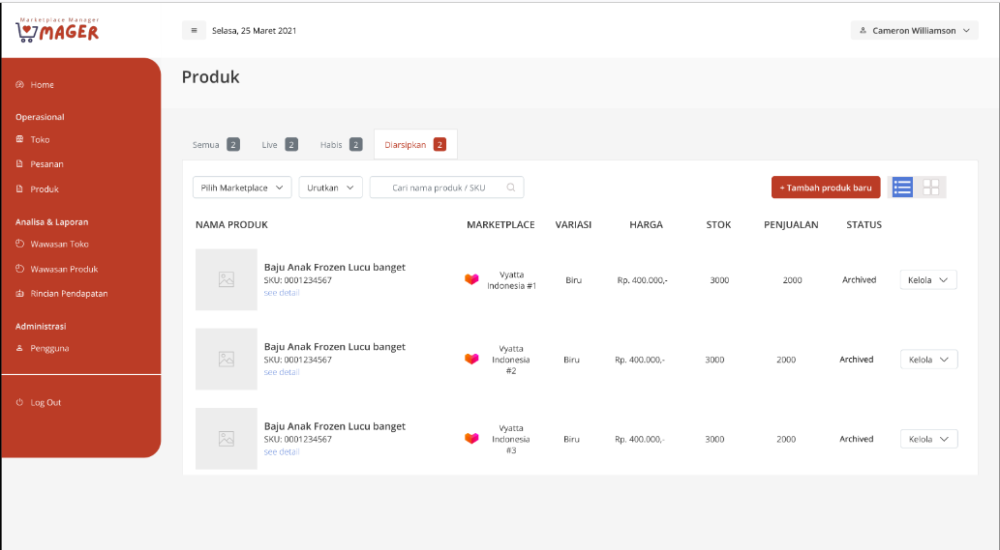 Marketplace Manager
MAGER
Selasa, 25 Maret 2021
Cameron Williamson
Home
Operasional
Toko
Pesanan
Produk
Analisa & Laporan
Wawasan Toko
Wawasan Produk
Rincian Pendapatan
Administrasi
Pengguna
Log Out
Produk
Semua 2 Live 2 Habis 2 Diarsipkan 2
Pilih Marketplace Urutkan Cari nama produk / SKU + Tambah produk baru
NAMA PRODUK MARKETPLACE VARIASI HARGA STOK PENJUALAN STATUS
Baju Anak Frozen Lucu banget
SKU: 0001234567
see detail
Vyatta
Indonesia #1
Biru Rp. 400.000,- 3000 2000 Archived Kelola
Baju Anak Frozen Lucu banget
SKU: 0001234567
see detail
Vyatta
Indonesia
#2
Biru Rp. 400.000,- 3000 2000 Archived Kelola
Baju Anak Frozen Lucu banget
SKU: 0001234567
see detail
Vyatta
Indonesia
#3
Biru Rp. 400.000,- 3000 2000 Archived Kelola